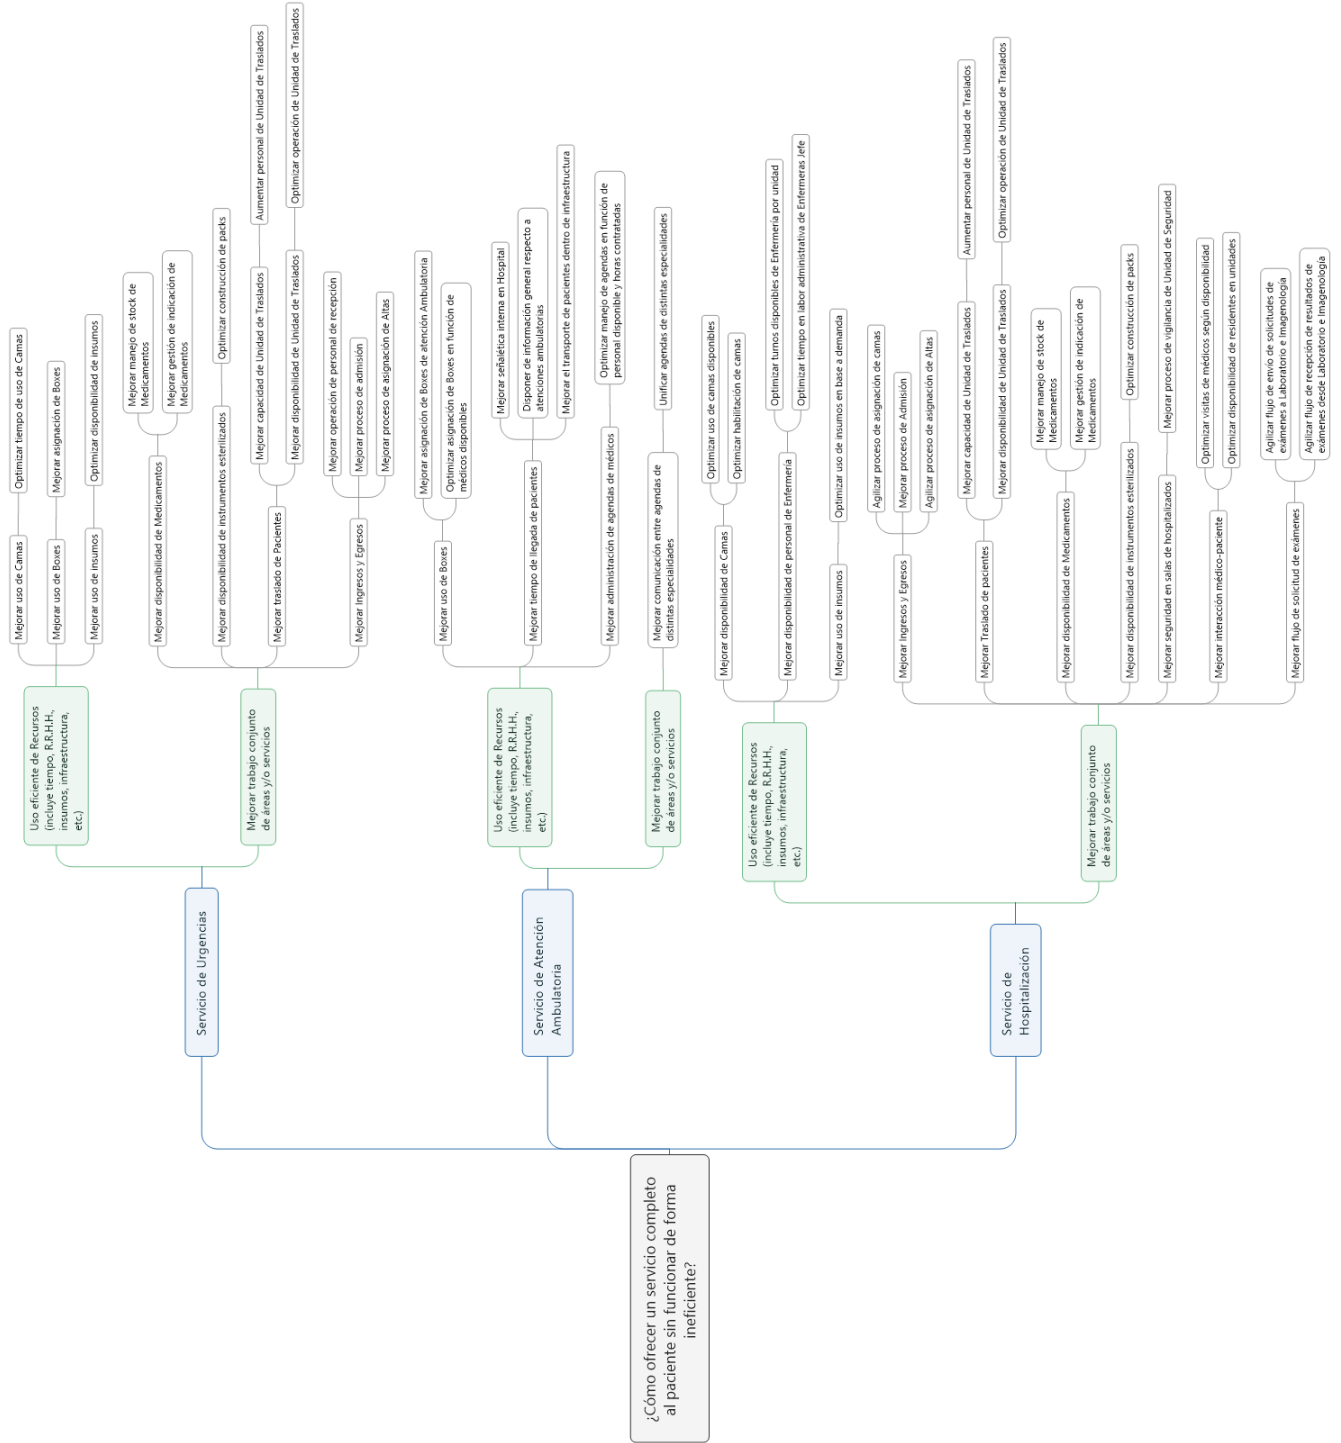 ¿Cómo ofrecer un servicio completo
al paciente sin funcionar de forma
ineficiente?
Servicio de Urgencias
Uso eficiente de Recursos
(incluye tiempo, R.R.H.H.,
insumos, infraestructura,
etc.)
Mejorar uso de Camas
Optimizar tiempo de uso de Camas
Mejorar uso de Boxes
Mejorar asignación de Boxes
Mejorar uso de insumos
Optimizar disponibilidad de insumos
Mejorar trabajo conjunto
de áreas y/o servicios
Mejorar disponibilidad de Medicamentos
Mejorar manejo de stock de
Medicamentos
Mejorar gestión de indicación de
Medicamentos
Mejorar disponibilidad de instrumentos esterilizados
Optimizar construcción de packs
Mejorar traslado de Pacientes
Mejorar capacidad de Unidad de Traslados
Aumentar personal de Unidad de Traslados
Mejorar disponibilidad de Unidad de Traslados
Optimizar operación de Unidad de Traslados
Mejorar Ingresos y Egresos
Mejorar operación de personal de recepción
Mejorar proceso de admisión
Mejorar proceso de asignación de Altas
Servicio de Atención
Ambulatoria
Uso eficiente de Recursos
(incluye tiempo, R.R.H.H.,
insumos, infraestructura,
etc.)
Mejorar uso de Boxes
Mejorar asignación de Boxes de atención Ambulatoria
Optimizar asignación de Boxes en función de
médicos disponibles
Mejorar tiempo de llegada de pacientes
Mejorar señalética interna en Hospital
Disponer de información general respecto a
atenciones ambulatorias
Mejorar el transporte de pacientes dentro de infraestructura
Mejorar administración de agendas de médicos
Optimizar manejo de agendas en función de
personal disponible y horas contratadas
Mejorar trabajo conjunto
de áreas y/o servicios
Mejorar comunicación entre agendas de
distintas especialidades
Unificar agendas de distintas especialidades
Servicio de
Hospitalización
Uso eficiente de Recursos
(incluye tiempo, R.R.H.H.,
insumos, infraestructura,
etc.)
Mejorar disponibilidad de Camas
Optimizar uso de camas disponibles
Optimizar habilitación de camas
Mejorar disponibilidad de personal de Enfermería
Optimizar turnos disponibles de Enfermería por unidad
Optimizar tiempo en labor administrativa de Enfermeras Jefe
Mejorar uso de insumos
Optimizar uso de insumos en base a demanda
Mejorar trabajo conjunto
de áreas y/o servicios
Mejorar Ingresos y Egresos
Agilizar proceso de asignación de camas
Mejorar proceso de Admisión
Agilizar proceso de asignación de Altas
Mejorar Traslado de pacientes
Mejorar capacidad de Unidad de Traslados
Aumentar personal de Unidad de Traslados
Mejorar disponibilidad de Unidad de Traslados
Optimizar operación de Unidad de Traslados
Mejorar disponibilidad de Medicamentos
Mejorar manejo de stock de
Medicamentos
Mejorar gestión de indicación de
Medicamentos
Mejorar disponibilidad de instrumentos esterilizados
Optimizar construcción de packs
Mejorar seguridad en salas de hospitalizados
Mejorar proceso de vigilancia de Unidad de Seguridad
Mejorar interacción médico-paciente
Optimizar visitas de médicos según disponibilidad
Optimizar disponibilidad de residentes en unidades
Mejorar flujo de solicitud de exámenes
Agilizar flujo de envío de solicitudes de
exámenes a Laboratorio e Imagenología
Agilizar flujo de recepción de resultados de
exámenes desde Laboratorio e Imagenología